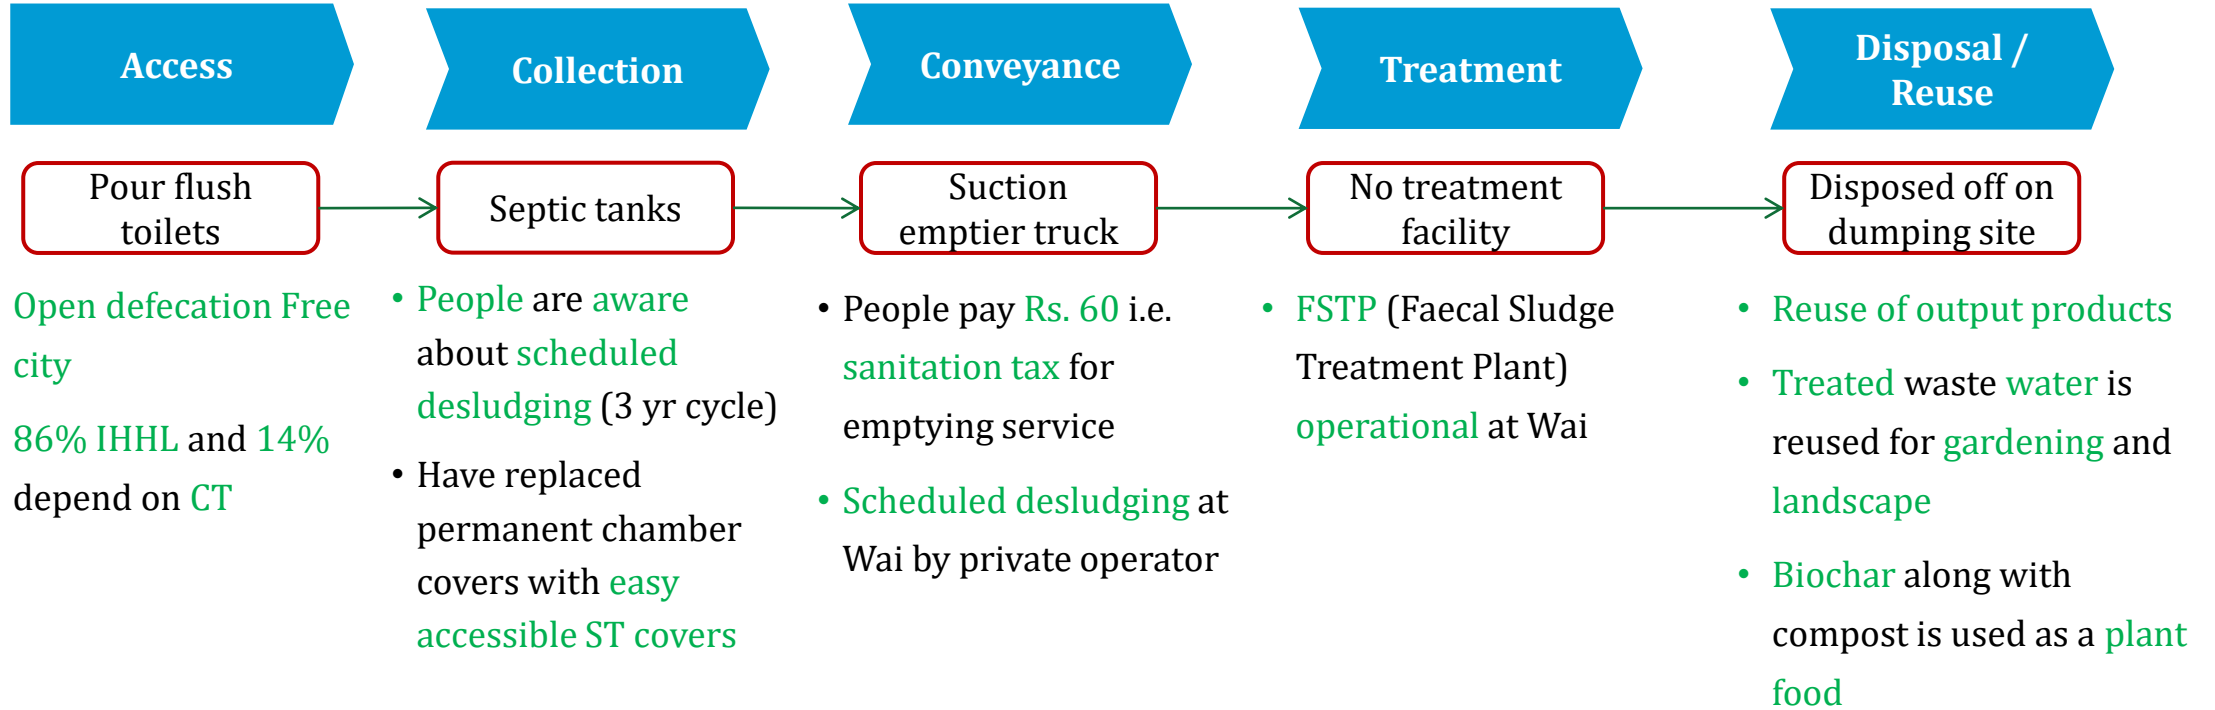 Access
Collection
Conveyance
Treatment
Disposal /
Reuse
Pour flush
toilets
Septic tanks
Suction
emptier truck
No treatment
facility
Disposed off on
dumping site
Open defecation Free
city
86% IHHL and 14%
depend on CT
• People are aware
about scheduled
desludging (3 yr cycle)
• Have replaced
permanent chamber
covers with easy
accessible ST covers
• People pay Rs. 60 i.e.
sanitation tax for
emptying service
• Scheduled desludging at
Wai by private operator
• FSTP (Faecal Sludge
Treatment Plant)
operational at Wai
• Reuse of output products
• Treated waste water is
reused for gardening and
landscape
• Biochar along with
compost is used as a plant
food